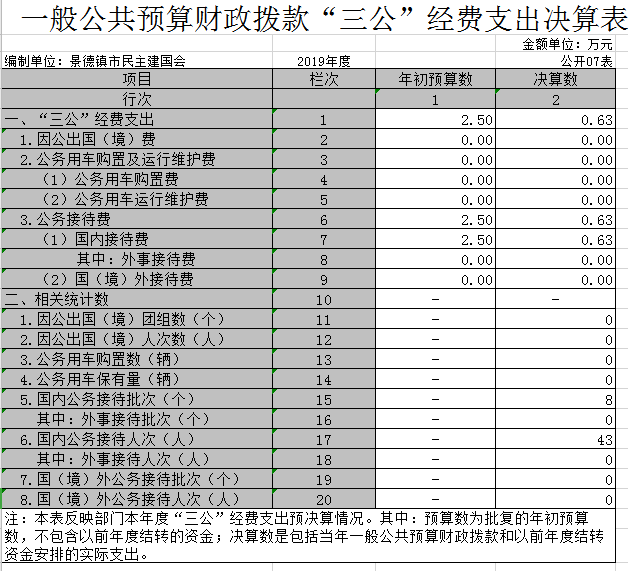 一般公共预算财政拨款“三公”经费支出决算表
金额单位：万元
编制单位：景德镇市民主建国会 2019年度 公开07表
项目 栏次 年初预算数 决算数
行次 1 2
一、“三公”经费支出 1 2.50 0.63
1.因公出国（境）费 2 0.00 0.00
2.公务用车购置及运行维护费 3 0.00 0.00
（1）公务用车购置费 4 0.00 0.00
（2）公务用车运行维护费 5 0.00 0.00
3.公务接待费 6 2.50 0.63
（1）国内接待费 7 2.50 0.63
其中：外事接待费 8 0.00 0.00
（2）国（境）外接待费 9 0.00 0.00
二、相关统计数 10 － －
1.因公出国（境）团组数（个） 11 － 0
2.因公出国（境）人次数（人） 12 － 0
3.公务用车购置数（辆） 13 － 0
4.公务用车保有量（辆） 14 － 0
5.国内公务接待批次（个） 15 － 8
其中：外事接待批次（个） 16 － 0
6.国内公务接待人次（人） 17 － 43
其中：外事接待人次（人） 18 － 0
7.国（境）外公务接待批次（个） 19 － 0
8.国（境）外公务接待人次（人） 20 － 0
注：本表反映部门本年度“三公”经费支出预决算情况。其中：预算数为批复的年初预算
数，不包含以前年度结转的资金；决算数是包括当年一般公共预算财政拨款和以前年度结转
资金安排的实际支出。